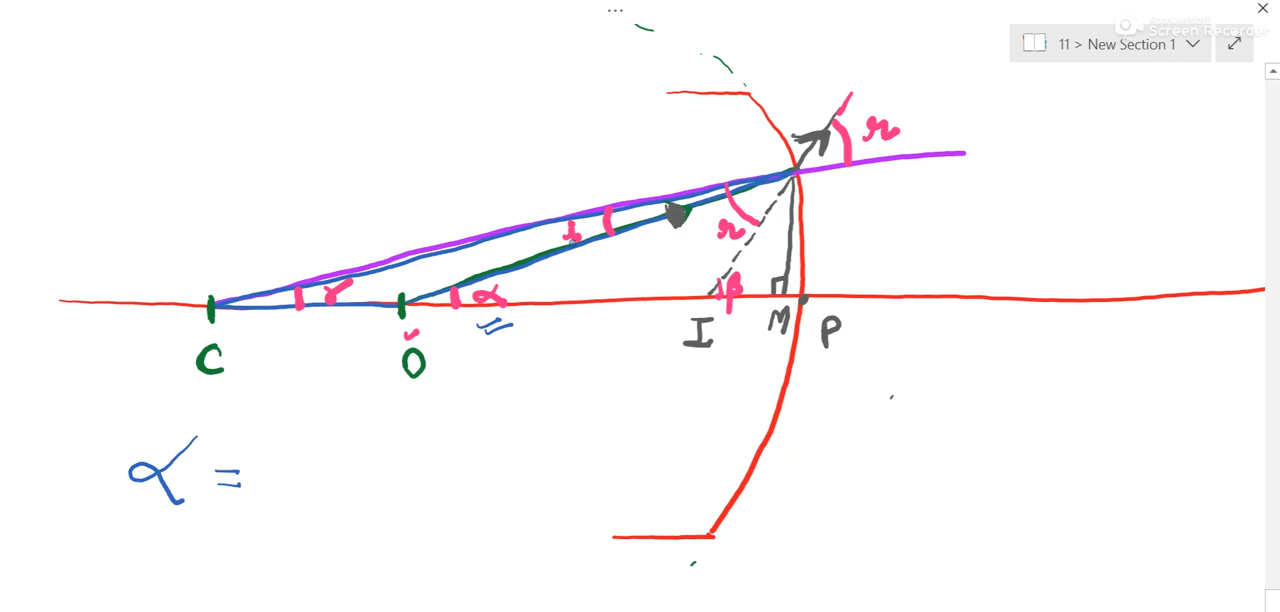 11 > New Section 1
Screen Recorder
r
i
r
γ
α
β
I
M
P
C
O
α =